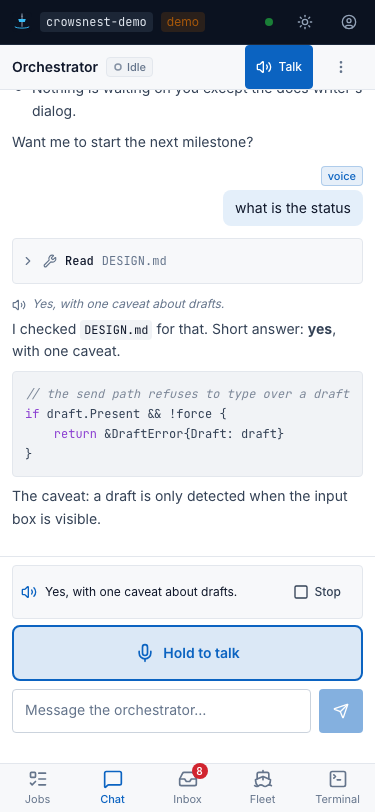 crowsnest-demo demo
Orchestrator Idle Talk
Nothing is waiting on you except the docs writer's
dialog.
Want me to start the next milestone?
voice
what is the status
Read DESIGN.md
Yes, with one caveat about drafts.
I checked DESIGN.md for that. Short answer: yes,
with one caveat.
// the send path refuses to type over a draft
if draft.Present && !force {
    return &DraftError{Draft: draft}
}
The caveat: a draft is only detected when the input
box is visible.
Yes, with one caveat about drafts. Stop
Hold to talk
Message the orchestrator...
8
Jobs Chat Inbox Fleet Terminal